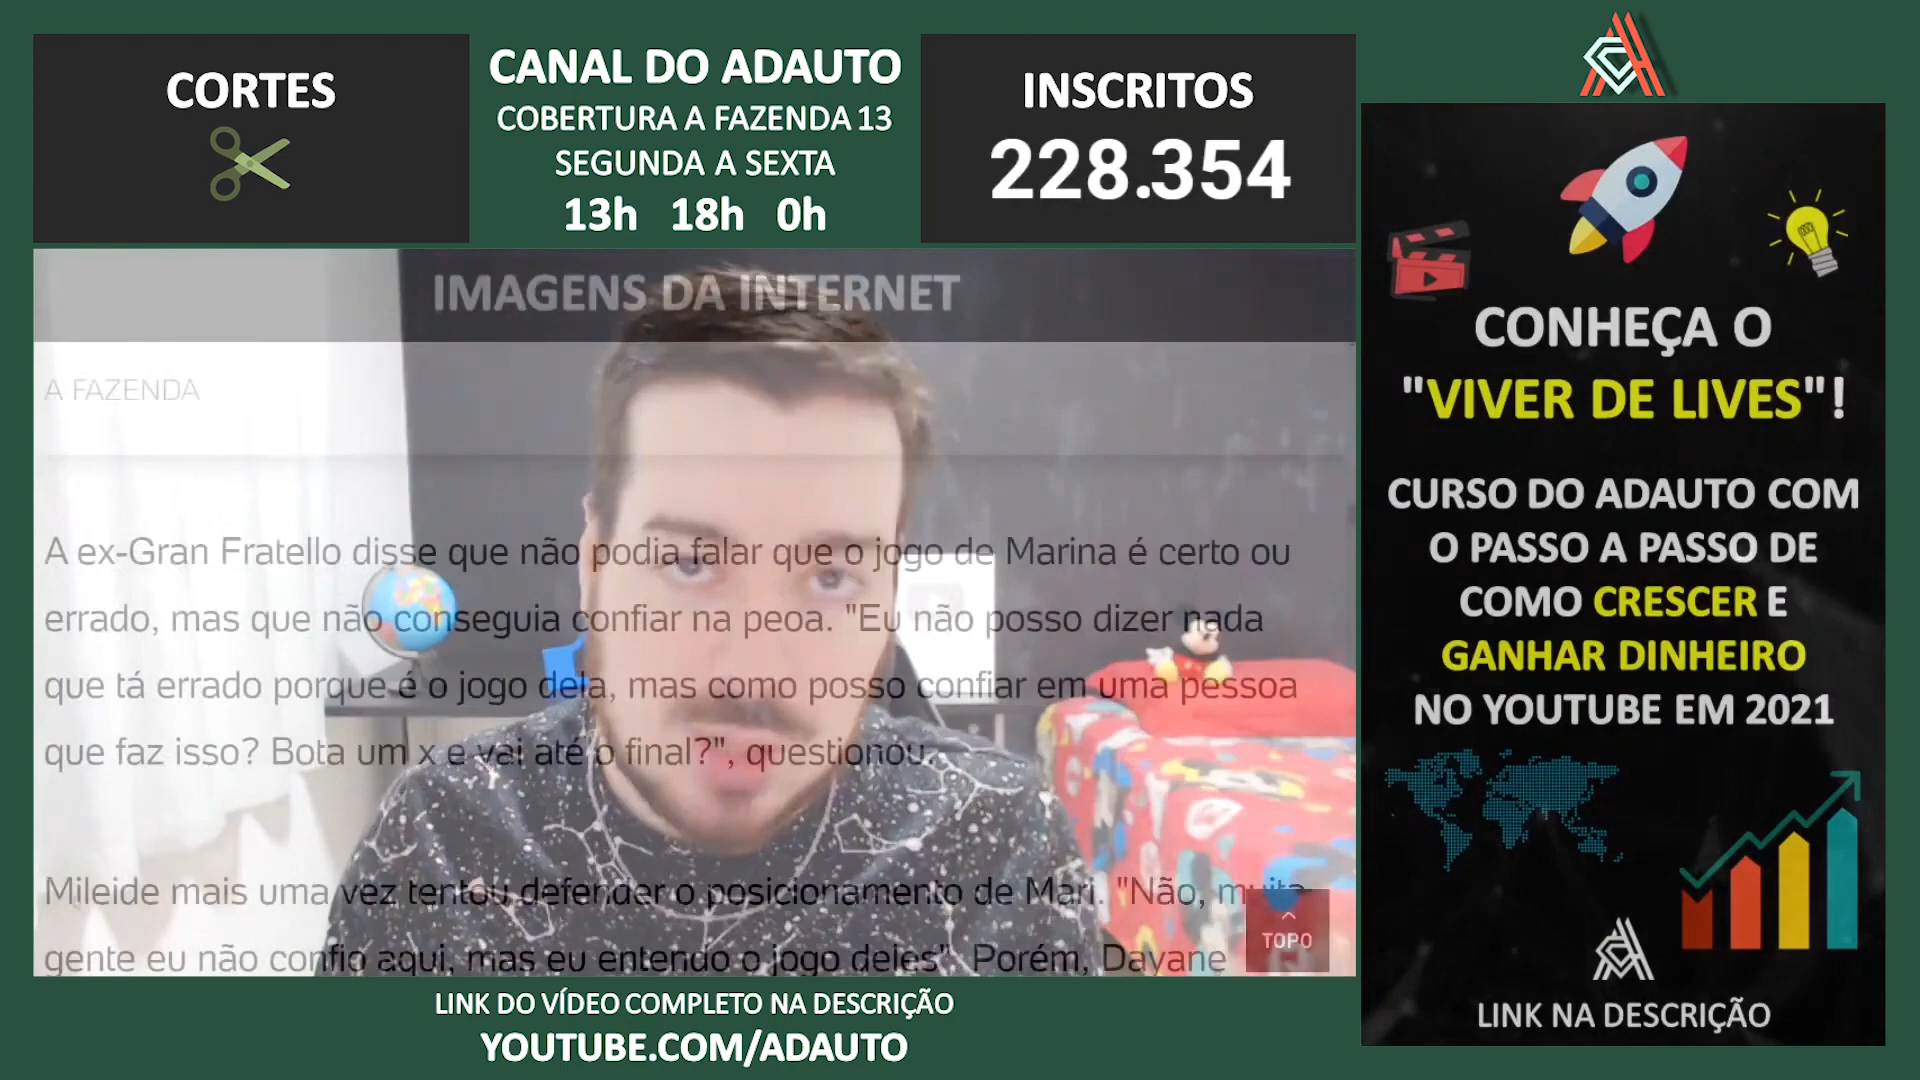 CORTES
CANAL DO ADAUTO
COBERTURA A FAZENDA 13
SEGUNDA A SEXTA
13h 18h 0h
INSCRITOS
228.354
IMAGENS DA INTERNET
A FAZENDA
A ex-Gran Fratello disse que não podia falar que o jogo de Marina é certo ou
errado, mas que não conseguia confiar na peoa. "Eu não posso dizer nada
que tá errado porque é o jogo dela, mas como posso confiar em uma pessoa
que faz isso? Bota um x e vai até o final?", questionou.
Mileide mais uma vez tentou defender o posicionamento de Mari. "Não, muita
gente eu não confio aqui, mas eu entendo o jogo deles". Porém, Dayane
TOPO
LINK DO VÍDEO COMPLETO NA DESCRIÇÃO
YOUTUBE.COM/ADAUTO
CONHEÇA O
"VIVER DE LIVES"!
CURSO DO ADAUTO COM
O PASSO A PASSO DE
COMO CRESCER E
GANHAR DINHEIRO
NO YOUTUBE EM 2021
LINK NA DESCRIÇÃO